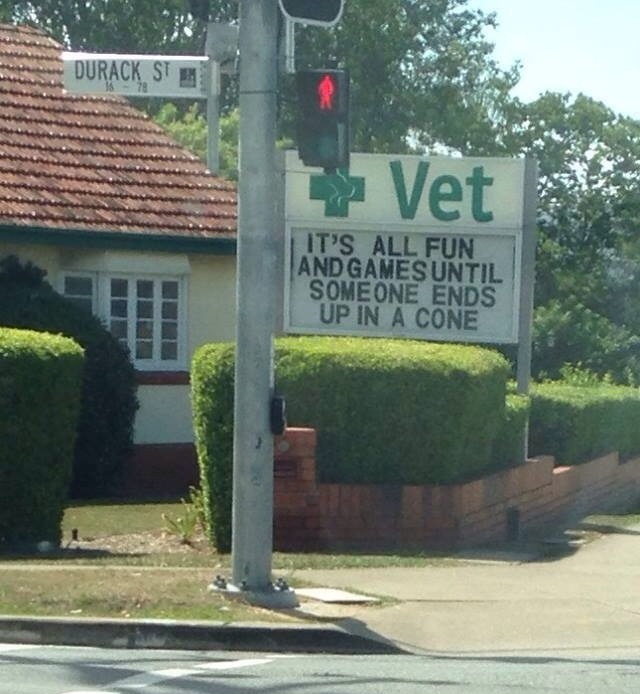 DURACK ST
16 - 78
Vet
IT'S ALL FUN
AND GAMES UNTIL
SOMEONE ENDS
UP IN A CONE